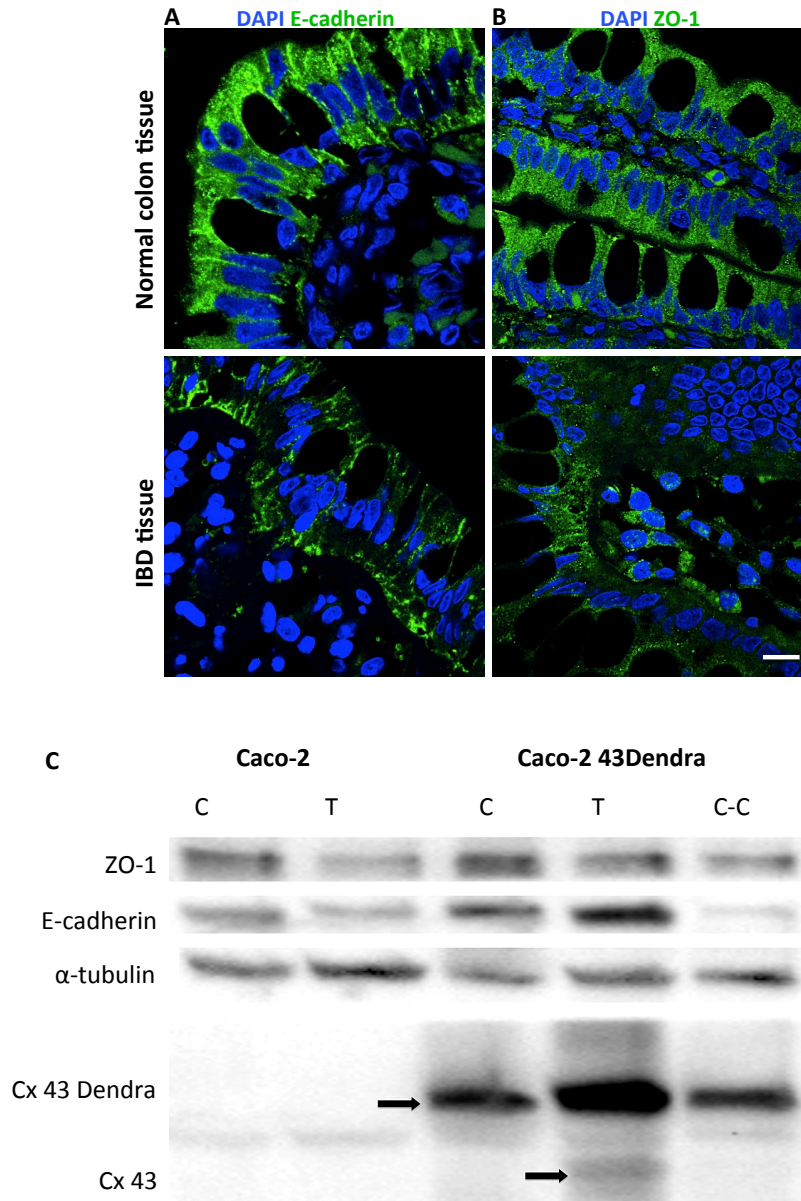 A DAPI E-cadherin B DAPI ZO-1
Normal colon tissue
IBD tissue
C Caco-2 Caco-2 43Dendra
C T C T C-C
ZO-1
E-cadherin
α-tubulin
Cx 43 Dendra
Cx 43